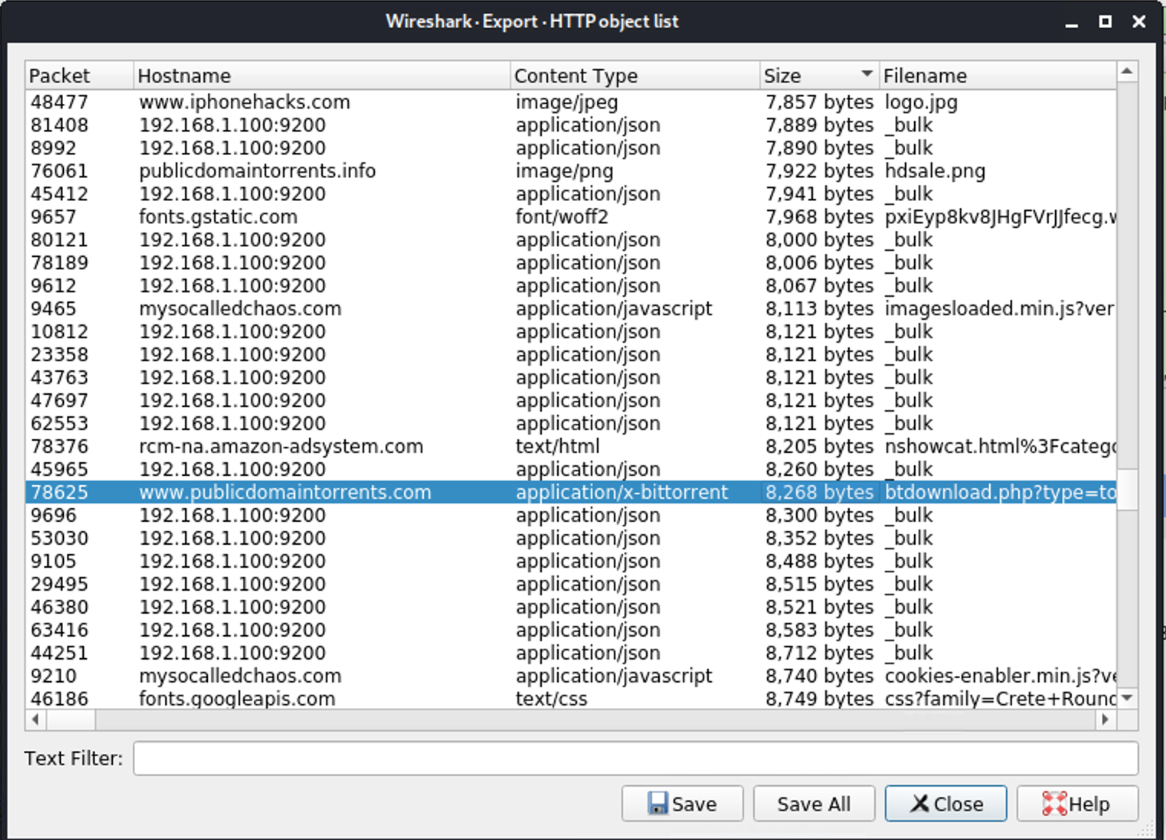 Wireshark · Export · HTTP object list
Packet Hostname Content Type Size Filename
48477 www.iphonehacks.com image/jpeg 7,857 bytes logo.jpg
81408 192.168.1.100:9200 application/json 7,889 bytes _bulk
8992 192.168.1.100:9200 application/json 7,890 bytes _bulk
76061 publicdomaintorrents.info image/png 7,922 bytes hdsale.png
45412 192.168.1.100:9200 application/json 7,941 bytes _bulk
9657 fonts.gstatic.com font/woff2 7,968 bytes pxiEyp8kv8JHgFVrJJfecg.w
80121 192.168.1.100:9200 application/json 8,000 bytes _bulk
78189 192.168.1.100:9200 application/json 8,006 bytes _bulk
9612 192.168.1.100:9200 application/json 8,067 bytes _bulk
9465 mysocalledchaos.com application/javascript 8,113 bytes imagesloaded.min.js?ver
10812 192.168.1.100:9200 application/json 8,121 bytes _bulk
23358 192.168.1.100:9200 application/json 8,121 bytes _bulk
43763 192.168.1.100:9200 application/json 8,121 bytes _bulk
47697 192.168.1.100:9200 application/json 8,121 bytes _bulk
62553 192.168.1.100:9200 application/json 8,121 bytes _bulk
78376 rcm-na.amazon-adsystem.com text/html 8,205 bytes nshowcat.html%3Fcatego
45965 192.168.1.100:9200 application/json 8,260 bytes _bulk
78625 www.publicdomaintorrents.com application/x-bittorrent 8,268 bytes btdownload.php?type=to
9696 192.168.1.100:9200 application/json 8,300 bytes _bulk
53030 192.168.1.100:9200 application/json 8,352 bytes _bulk
9105 192.168.1.100:9200 application/json 8,488 bytes _bulk
29495 192.168.1.100:9200 application/json 8,515 bytes _bulk
46380 192.168.1.100:9200 application/json 8,521 bytes _bulk
63416 192.168.1.100:9200 application/json 8,583 bytes _bulk
44251 192.168.1.100:9200 application/json 8,712 bytes _bulk
9210 mysocalledchaos.com application/javascript 8,740 bytes cookies-enabler.min.js?ve
46186 fonts.googleapis.com text/css 8,749 bytes css?family=Crete+Round
Text Filter:
Save Save All Close Help